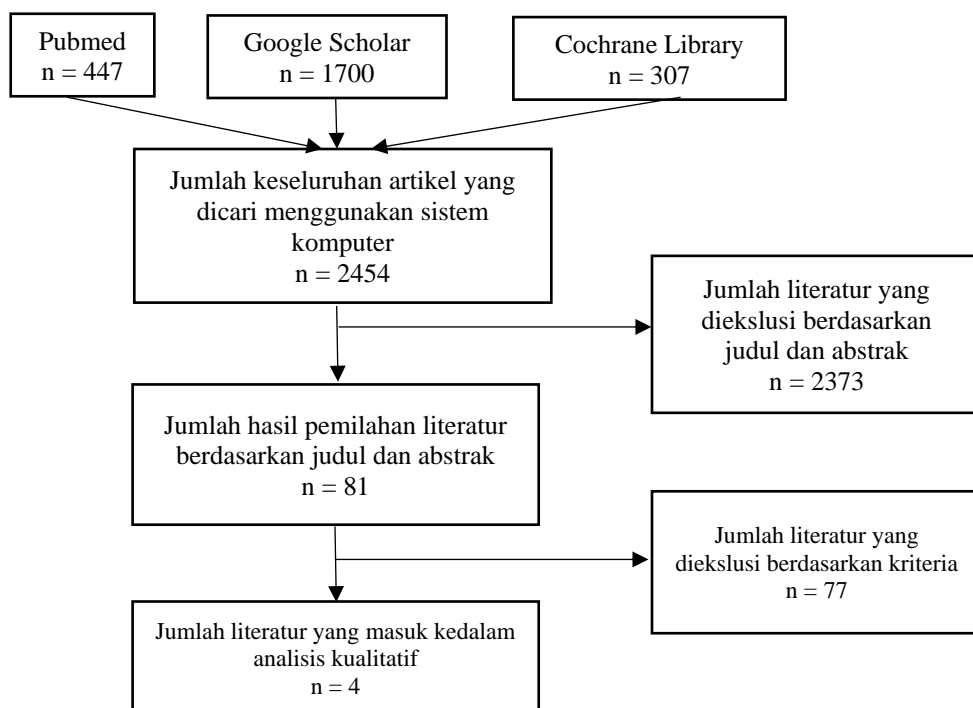 Pubmed
n = 447
Google Scholar
n = 1700
Cochrane Library
n = 307
Jumlah keseluruhan artikel yang
dicari menggunakan sistem
komputer
n = 2454
Jumlah literatur yang
diekslusi berdasarkan
judul dan abstrak
n = 2373
Jumlah hasil pemilahan literatur
berdasarkan judul dan abstrak
n = 81
Jumlah literatur yang
diekslusi berdasarkan kriteria
n = 77
Jumlah literatur yang masuk kedalam
analisis kualitatif
n = 4